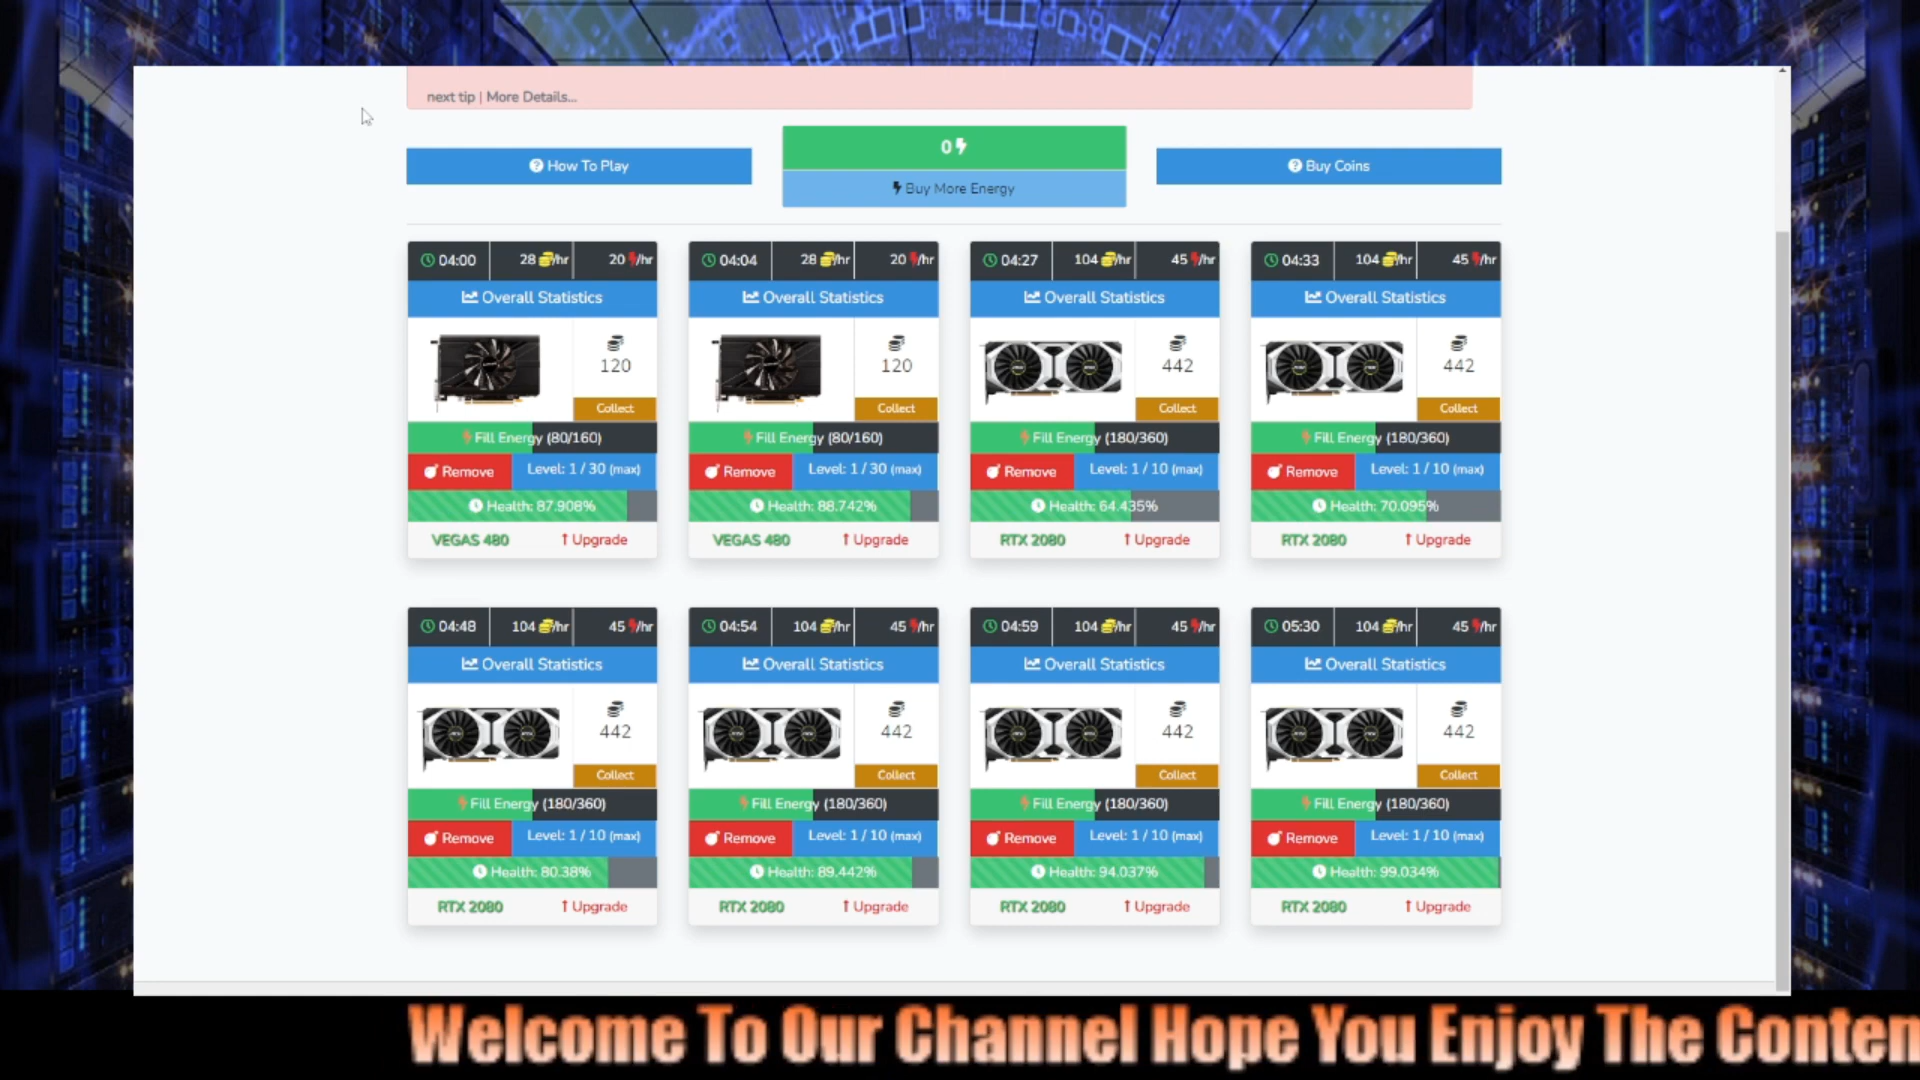 next tip | More Details...
0
How To Play
Buy Coins
Buy More Energy
04:00 28 /hr 20 /hr
04:04 28 /hr 20 /hr
04:27 104 /hr 45 /hr
04:33 104 /hr 45 /hr
Overall Statistics
Overall Statistics
Overall Statistics
Overall Statistics
120
120
442
442
Collect
Collect
Collect
Collect
Fill Energy (80/160)
Fill Energy (80/160)
Fill Energy (180/360)
Fill Energy (180/360)
Remove Level: 1 / 30 (max)
Remove Level: 1 / 30 (max)
Remove Level: 1 / 10 (max)
Remove Level: 1 / 10 (max)
Health: 87.908%
Health: 88.742%
Health: 64.435%
Health: 70.095%
VEGAS 480 Upgrade
VEGAS 480 Upgrade
RTX 2080 Upgrade
RTX 2080 Upgrade
04:48 104 /hr 45 /hr
04:54 104 /hr 45 /hr
04:59 104 /hr 45 /hr
05:30 104 /hr 45 /hr
Overall Statistics
Overall Statistics
Overall Statistics
Overall Statistics
442
442
442
442
Collect
Collect
Collect
Collect
Fill Energy (180/360)
Fill Energy (180/360)
Fill Energy (180/360)
Fill Energy (180/360)
Remove Level: 1 / 10 (max)
Remove Level: 1 / 10 (max)
Remove Level: 1 / 10 (max)
Remove Level: 1 / 10 (max)
Health: 80.38%
Health: 89.442%
Health: 94.037%
Health: 99.034%
RTX 2080 Upgrade
RTX 2080 Upgrade
RTX 2080 Upgrade
RTX 2080 Upgrade
Welcome To Our Channel Hope You Enjoy The Conten